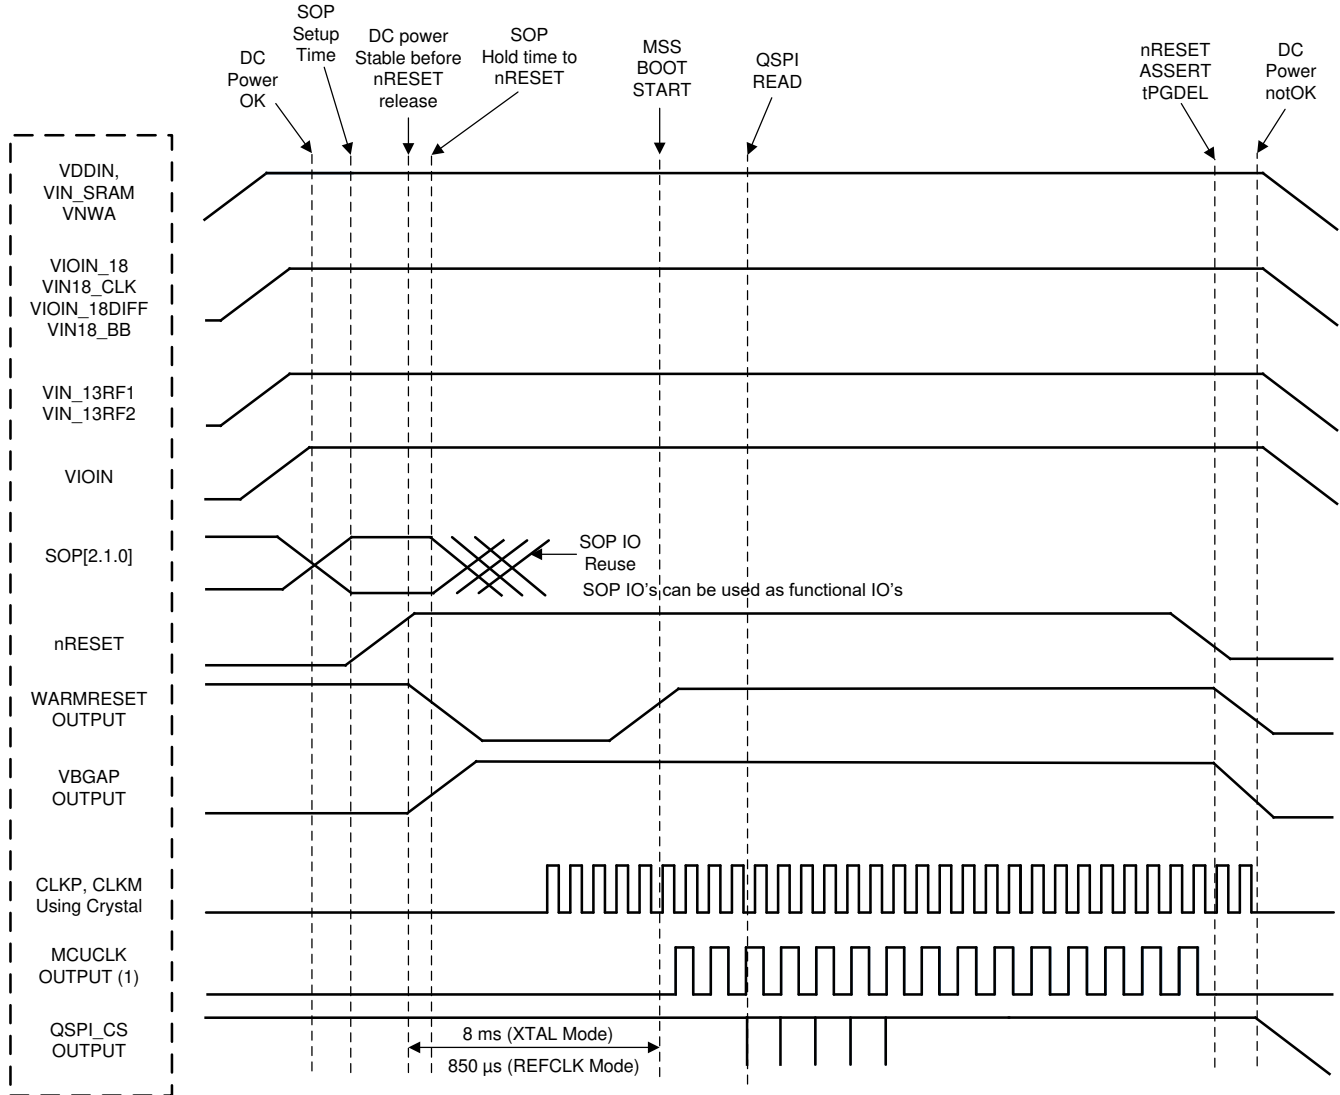 SOP
Setup
Time
DC
Power
OK
DC power
Stable before
nRESET
release
SOP
Hold time to
nRESET
MSS
BOOT
START
QSPI
READ
nRESET
ASSERT
tPGDEL
DC
Power
notOK
VDDIN,
VIN_SRAM
VNWA
VIOIN_18
VIN18_CLK
VIOIN_18DIFF
VIN18_BB
VIN_13RF1
VIN_13RF2
VIOIN
SOP[2.1.0]
SOP IO
Reuse
SOP IO's can be used as functional IO's
nRESET
WARMRESET
OUTPUT
VBGAP
OUTPUT
CLKP, CLKM
Using Crystal
MCUCLK
OUTPUT (1)
QSPI_CS
OUTPUT
8 ms (XTAL Mode)
850 µs (REFCLK Mode)